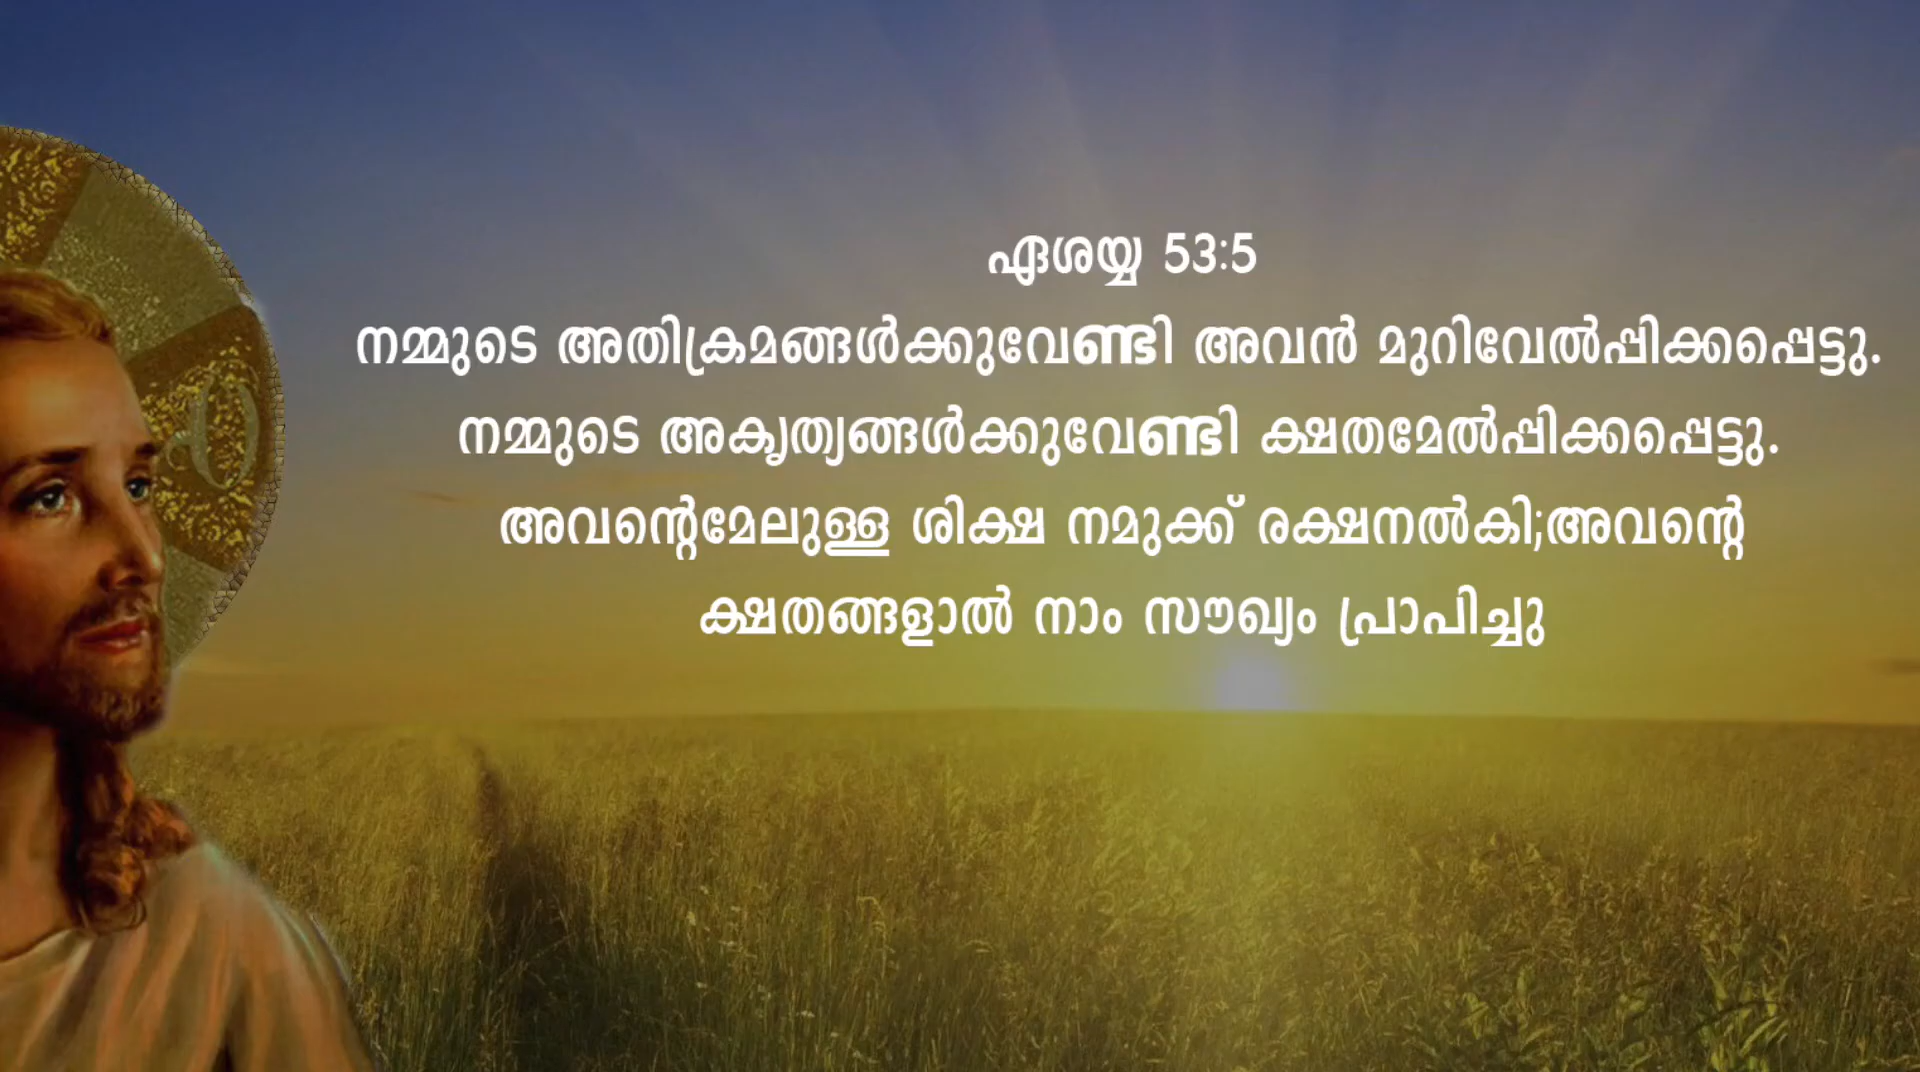 ഏശയ്യ 53:5
നമ്മുടെ അതിക്രമങ്ങൾക്കുവേണ്ടി അവൻ മുറിവേൽപ്പിക്കപ്പെട്ടു.
നമ്മുടെ അകൃത്യങ്ങൾക്കുവേണ്ടി ക്ഷതമേൽപ്പിക്കപ്പെട്ടു.
അവന്റെമേലുള്ള ശിക്ഷ നമുക്ക് രക്ഷനൽകി;അവന്റെ
ക്ഷതങ്ങളാൽ നാം സൗഖ്യം പ്രാപിച്ചു